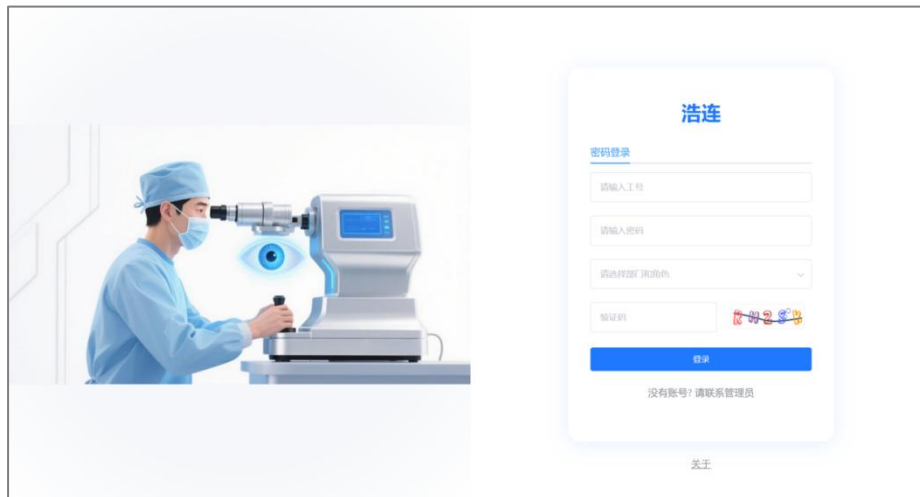 浩连
密码登录
请输入工号
请输入密码
请选择部门和角色
验证码
登录
没有账号? 请联系管理员
关于